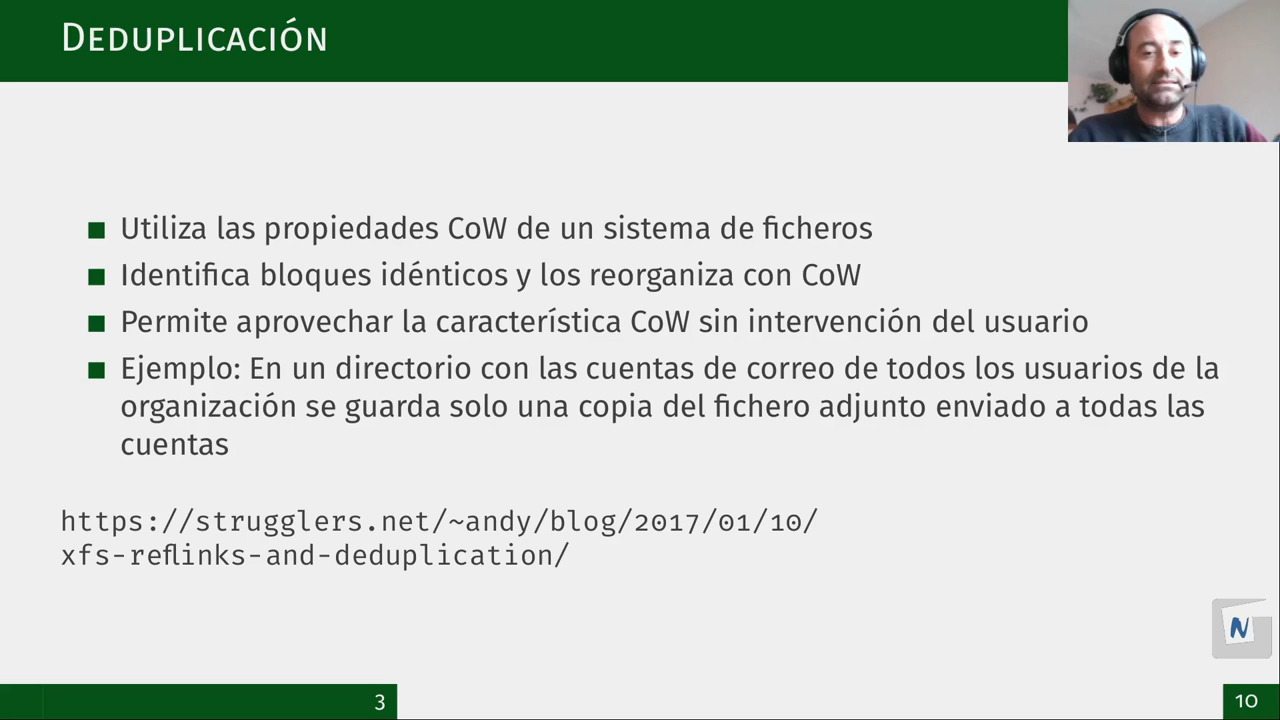 Deduplicación
Utiliza las propiedades CoW de un sistema de ficheros
Identifica bloques idénticos y los reorganiza con CoW
Permite aprovechar la característica CoW sin intervención del usuario
Ejemplo: En un directorio con las cuentas de correo de todos los usuarios de la
organización se guarda solo una copia del fichero adjunto enviado a todas las
cuentas
https://strugglers.net/~andy/blog/2017/01/10/
xfs-reflinks-and-deduplication/
N
3
10